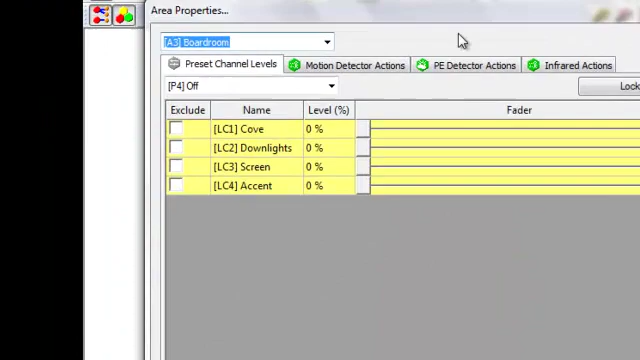 Area Properties...
[A3] Boardroom
Preset Channel Levels Motion Detector Actions PE Detector Actions Infrared Actions
[P4] Off Lock
Exclude Name Level (%) Fader
[LC1] Cove 0 %
[LC2] Downlights 0 %
[LC3] Screen 0 %
[LC4] Accent 0 %